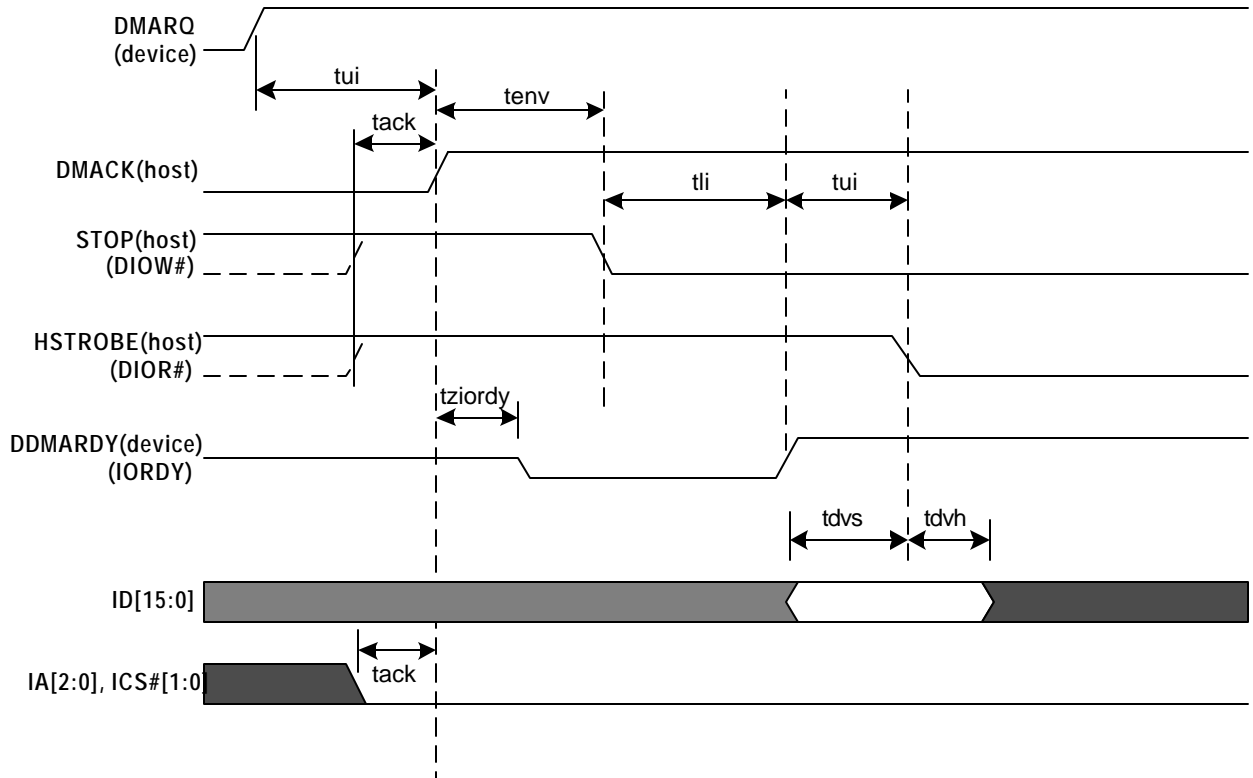 DMARQ
(device)
tui
tenv
tack
DMACK(host)
tli
tui
STOP(host)
(DIOW#)
HSTROBE(host)
(DIOR#)
tziordy
DDMARDY(device)
(IORDY)
tdvs
tdvh
ID[15:0]
tack
IA[2:0], ICS#[1:0]